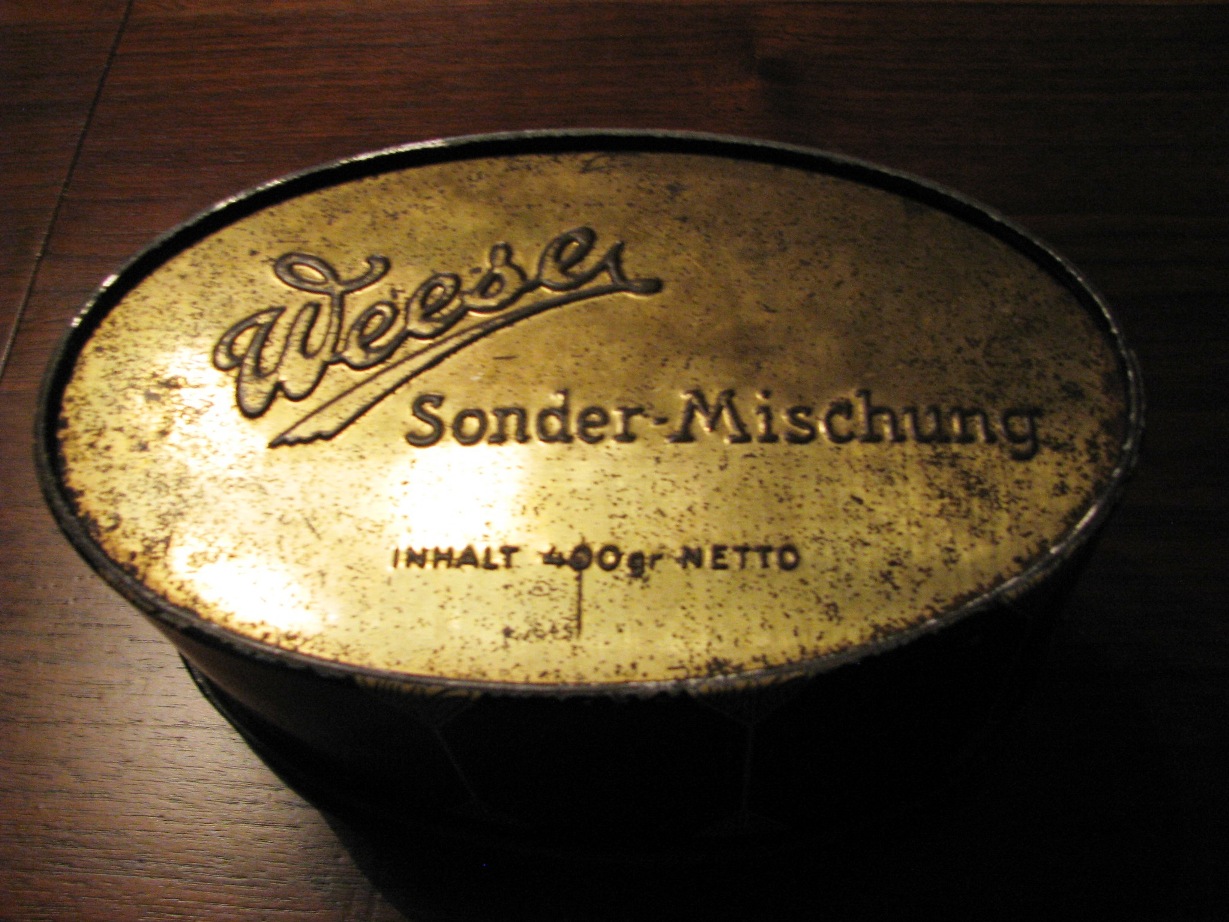 Weese
Sonder-Mischung
INHALT 400gr NETTO